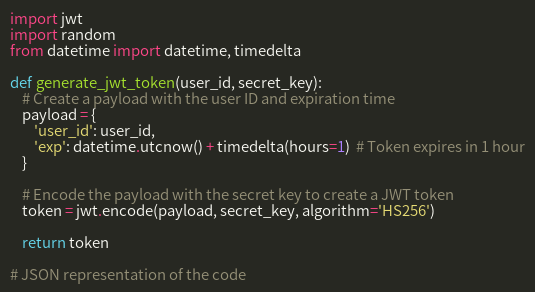 import jwt
import random
from datetime import datetime, timedelta
def generate_jwt_token(user_id, secret_key):
# Create a payload with the user ID and expiration time
payload = {
'user_id': user_id,
'exp': datetime.utcnow() + timedelta(hours=1)  # Token expires in 1 hour
}
# Encode the payload with the secret key to create a JWT token
token = jwt.encode(payload, secret_key, algorithm='HS256')
return token
# JSON representation of the code